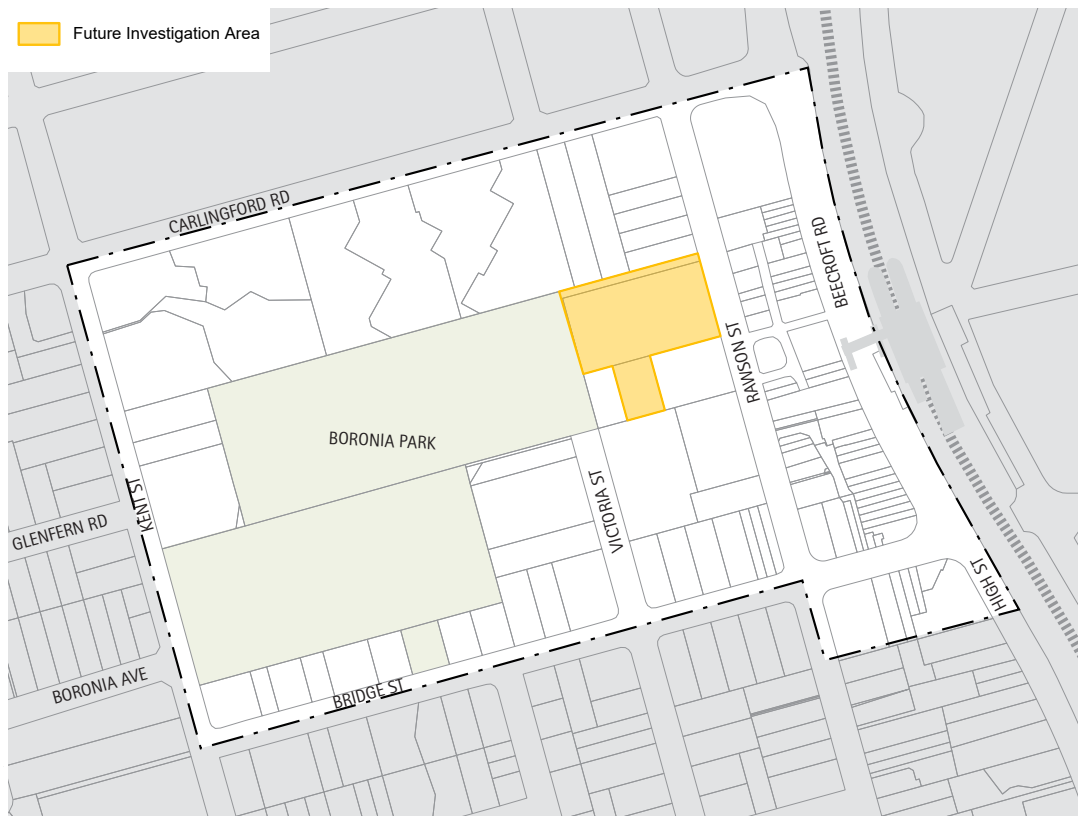 Future Investigation Area
CARLINGFORD RD
BEECROFT RD
RAWSON ST
BORONIA PARK
VICTORIA ST
KENT ST
GLENFERN RD
HIGH ST
BORONIA AVE
BRIDGE ST